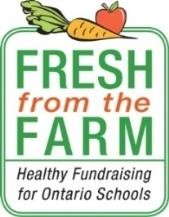 FRESH
from the
FARM
Healthy Fundraising
for Ontario Schools